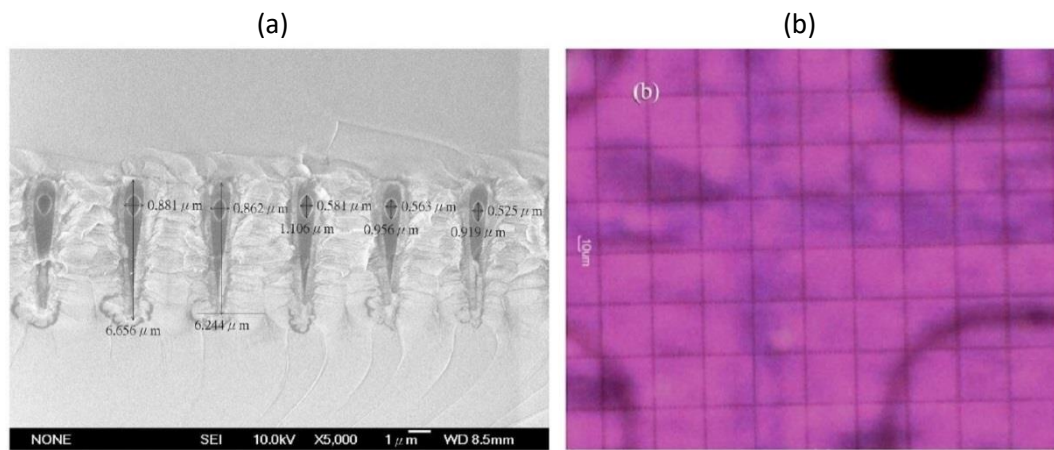 (a)
(b)
(b)
0.881 μm
0.862 μm
0.581 μm
0.563 μm
0.525 μm
1.106 μm
0.956 μm
0.919 μm
6.656 μm
6.244 μm
10μm
NONE SEI 10.0kV X5,000 1 μm WD 8.5mm